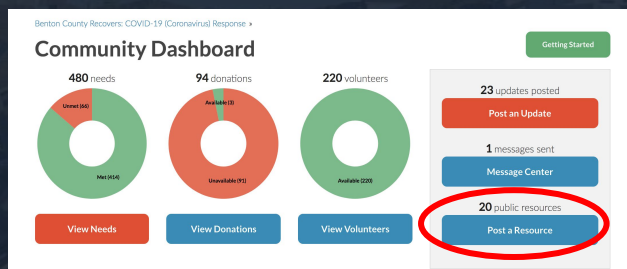 Benton County Recovers: COVID-19 (Coronavirus) Response »
Community Dashboard
Getting Started
480 needs
94 donations
220 volunteers
Unmet (66)
Met (414)
Available (3)
Unavailable (91)
Available (220)
View Needs
View Donations
View Volunteers
23 updates posted
Post an Update
1 messages sent
Message Center
20 public resources
Post a Resource